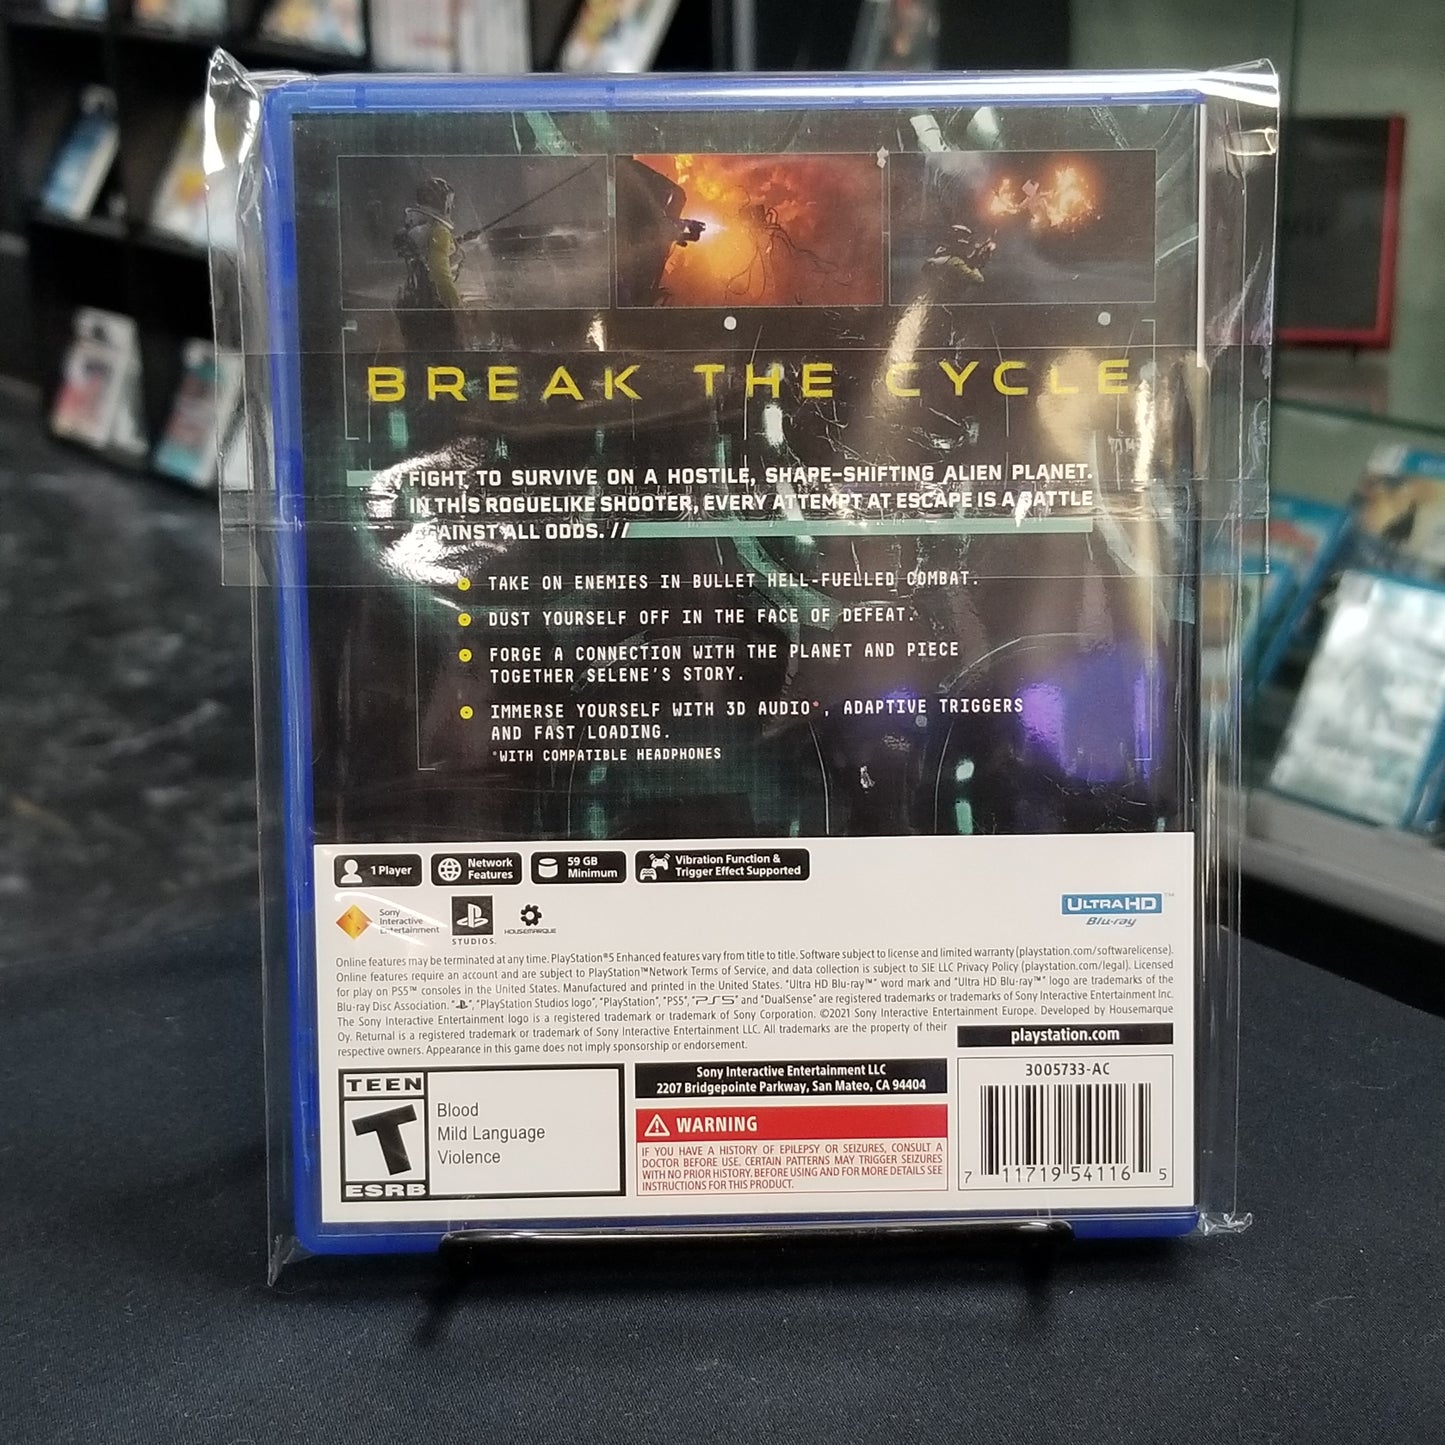 BREAK THE CYCLE
// FIGHT TO SURVIVE ON A HOSTILE, SHAPE-SHIFTING ALIEN PLANET.
IN THIS ROGUELIKE SHOOTER, EVERY ATTEMPT AT ESCAPE IS A BATTLE
AGAINST ALL ODDS. //
TAKE ON ENEMIES IN BULLET HELL-FUELLED COMBAT.
DUST YOURSELF OFF IN THE FACE OF DEFEAT.
FORGE A CONNECTION WITH THE PLANET AND PIECE
TOGETHER SELENE'S STORY.
IMMERSE YOURSELF WITH 3D AUDIO*, ADAPTIVE TRIGGERS
AND FAST LOADING.
*WITH COMPATIBLE HEADPHONES
1 Player
Network
Features
59 GB
Minimum
Vibration Function &
Trigger Effect Supported
Sony
Interactive
Entertainment
STUDIOS.
HOUSEMARQUE
ULTRA HD™
Blu-ray
Online features may be terminated at any time. PlayStation®5 Enhanced features vary from title to title. Software subject to license and limited warranty (playstation.com/softwarelicense).
Online features require an account and are subject to PlayStation™Network Terms of Service, and data collection is subject to SIE LLC Privacy Policy (playstation.com/legal). Licensed
for play on PS5™ consoles in the United States. Manufactured and printed in the United States. "Ultra HD Blu-ray™" word mark and "Ultra HD Blu-ray™" logo are trademarks of the
Blu-ray Disc Association. "", "PlayStation Studios logo", "PlayStation", "PS5", "PS5" and "DualSense" are registered trademarks or trademarks of Sony Interactive Entertainment Inc.
The Sony Interactive Entertainment logo is a registered trademark or trademark of Sony Corporation. ©2021 Sony Interactive Entertainment Europe. Developed by Housemarque
Oy. Returnal is a registered trademark or trademark of Sony Interactive Entertainment LLC. All trademarks are the property of their
respective owners. Appearance in this game does not imply sponsorship or endorsement.
playstation.com
TEEN
T
ESRB
Blood
Mild Language
Violence
Sony Interactive Entertainment LLC
2207 Bridgepointe Parkway, San Mateo, CA 94404
WARNING
IF YOU HAVE A HISTORY OF EPILEPSY OR SEIZURES, CONSULT A
DOCTOR BEFORE USE. CERTAIN PATTERNS MAY TRIGGER SEIZURES
WITH NO PRIOR HISTORY. BEFORE USING AND FOR MORE DETAILS SEE
INSTRUCTIONS FOR THIS PRODUCT.
3005733-AC
7 11719 54116 5